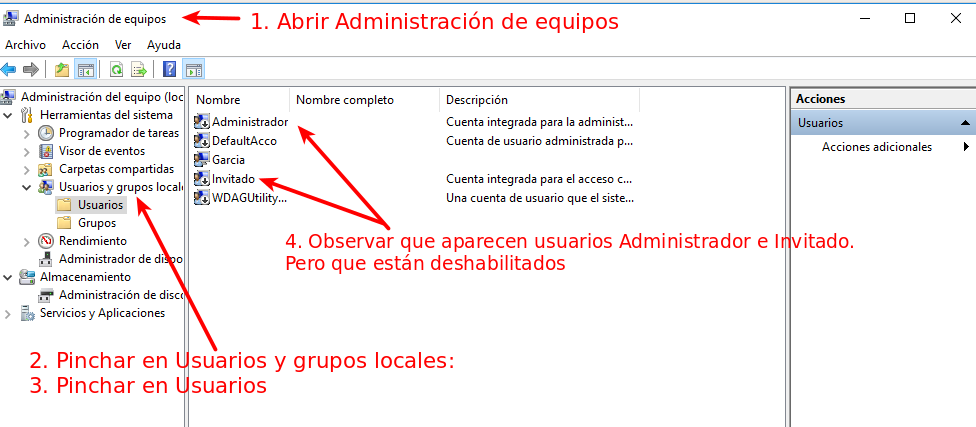 Administración de equipos
1. Abrir Administración de equipos
Archivo Acción Ver Ayuda
Administración del equipo (loc
Herramientas del sistema
Programador de tareas
Visor de eventos
Carpetas compartidas
Usuarios y grupos locale
Usuarios
Grupos
Rendimiento
Administrador de dispo
Almacenamiento
Administración de disco
Servicios y Aplicaciones
Nombre Nombre completo Descripción
Administrador Cuenta integrada para la administ...
DefaultAcco Cuenta de usuario administrada p...
Garcia
Invitado Cuenta integrada para el acceso c...
WDAGUtility... Una cuenta de usuario que el siste...
Acciones
Usuarios
Acciones adicionales
4. Observar que aparecen usuarios Administrador e Invitado.
Pero que están deshabilitados
2. Pinchar en Usuarios y grupos locales:
3. Pinchar en Usuarios